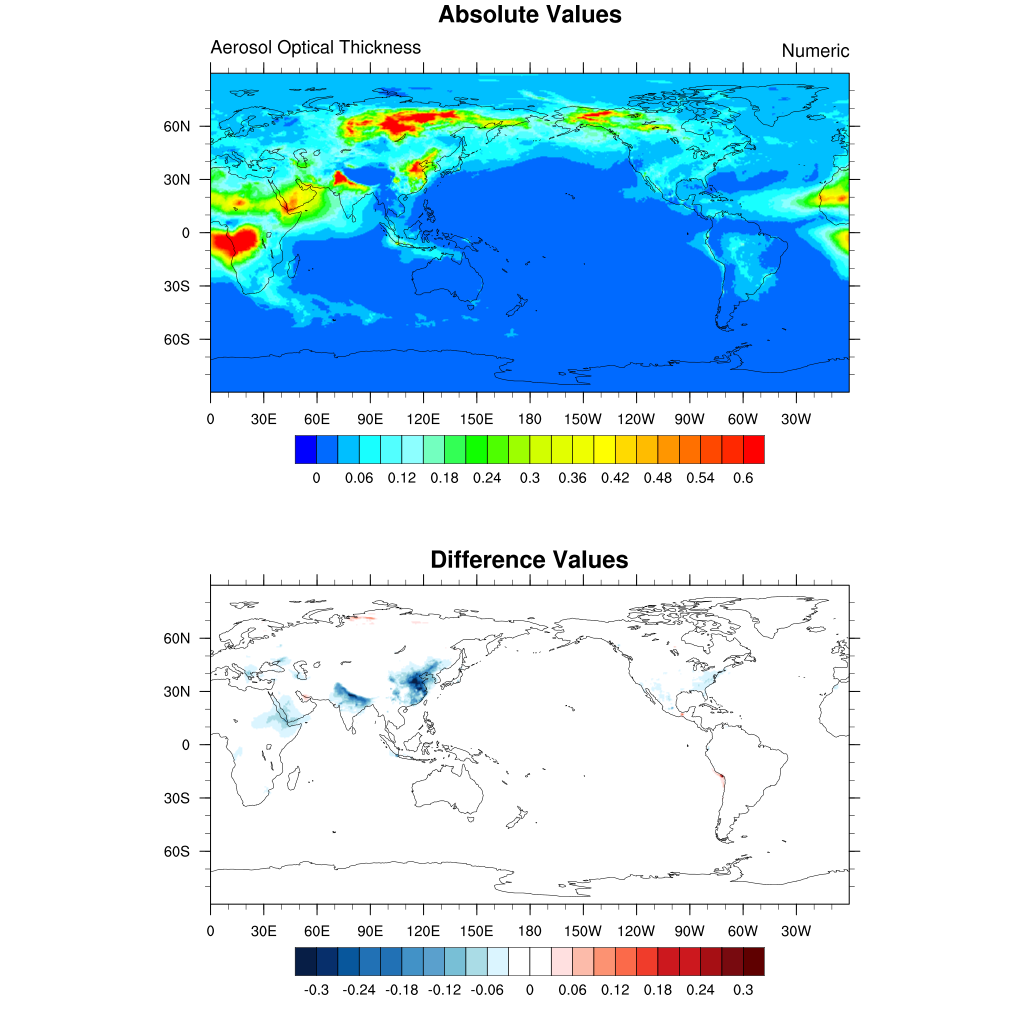 Absolute Values
Aerosol Optical Thickness Numeric
60N
30N
0
30S
60S
0 30E 60E 90E 120E 150E 180 150W 120W 90W 60W 30W
0 0.06 0.12 0.18 0.24 0.3 0.36 0.42 0.48 0.54 0.6
Difference Values
60N
30N
0
30S
60S
0 30E 60E 90E 120E 150E 180 150W 120W 90W 60W 30W
-0.3 -0.24 -0.18 -0.12 -0.06 0 0.06 0.12 0.18 0.24 0.3